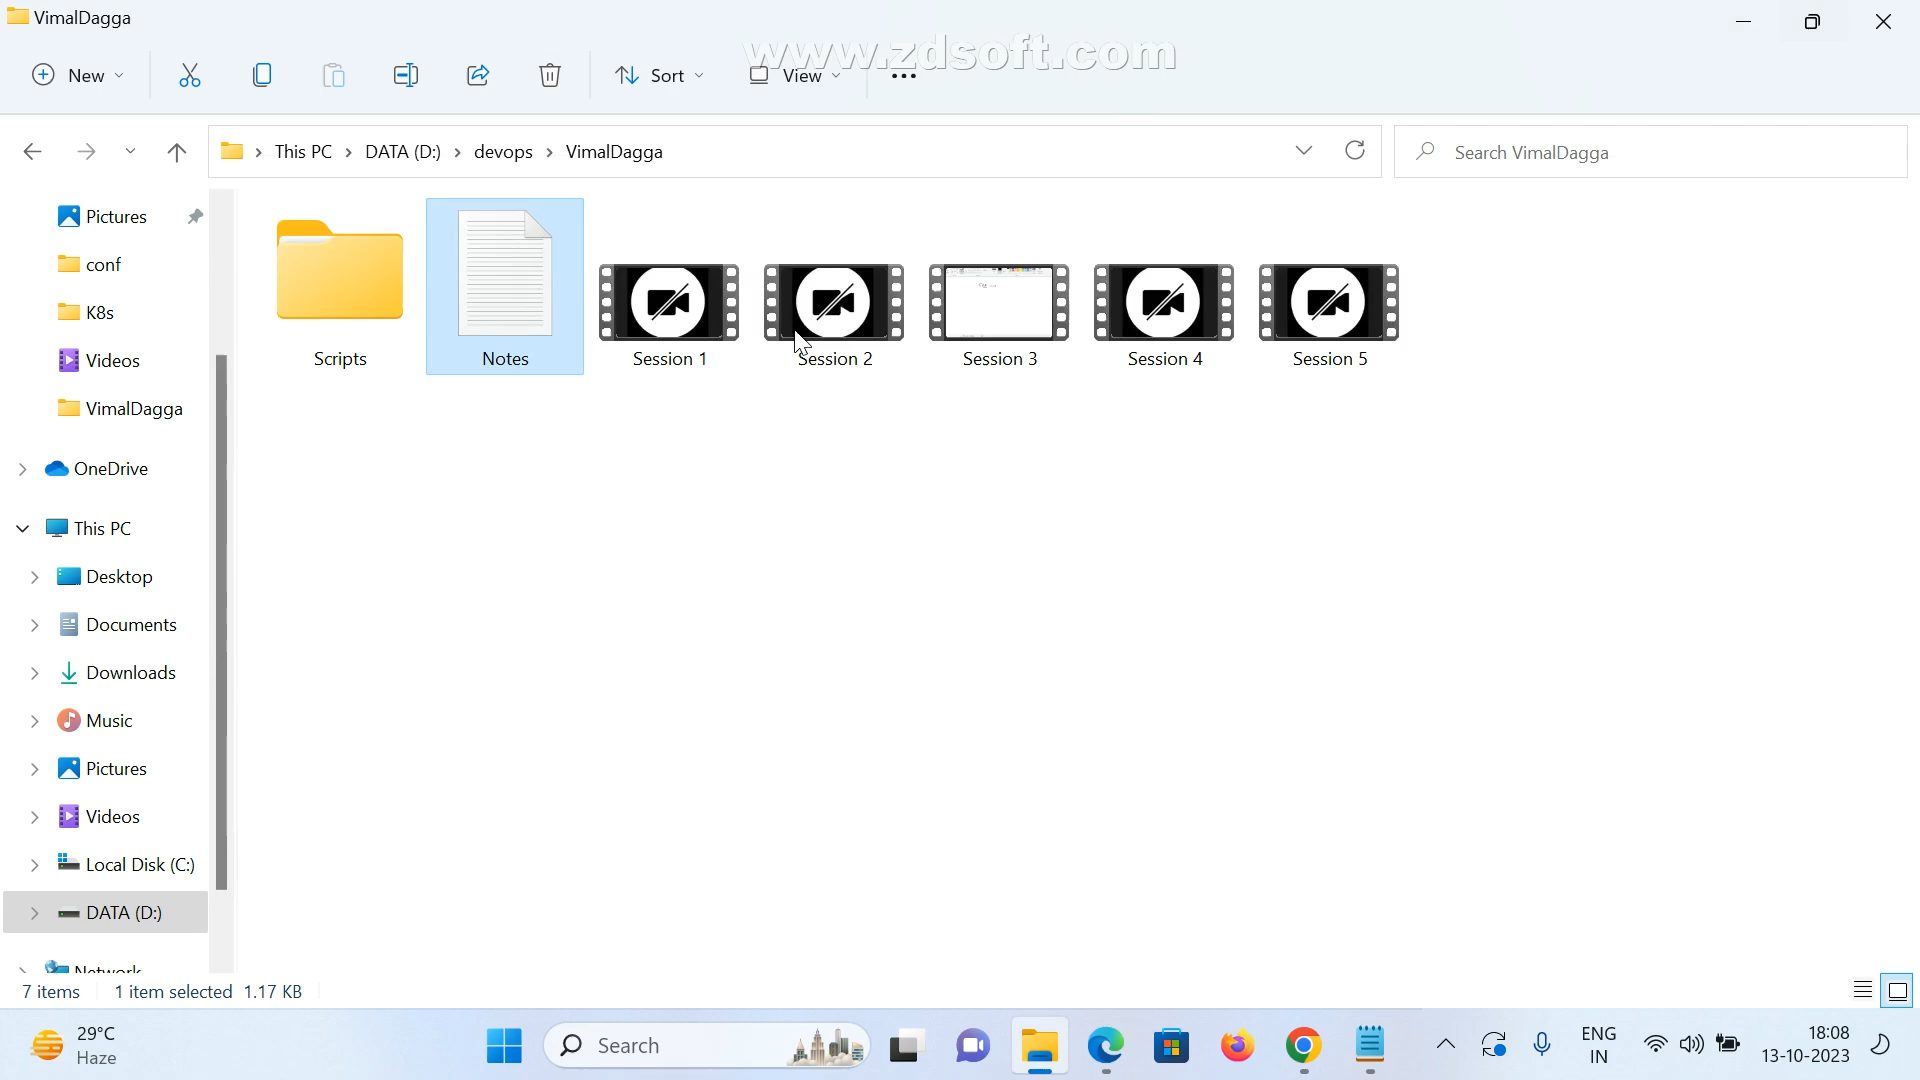 VimalDagga
www.zdsoft.com
New
Sort
View
This PC > DATA (D:) > devops > VimalDagga
Search VimalDagga
Pictures
conf
K8s
Videos
VimalDagga
OneDrive
This PC
Desktop
Documents
Downloads
Music
Pictures
Videos
Local Disk (C:)
DATA (D:)
Network
Scripts
Notes
Session 1
Session 2
Session 3
Session 4
Session 5
7 items
1 item selected 1.17 KB
29°C
Haze
Search
ENG
IN
18:08
13-10-2023